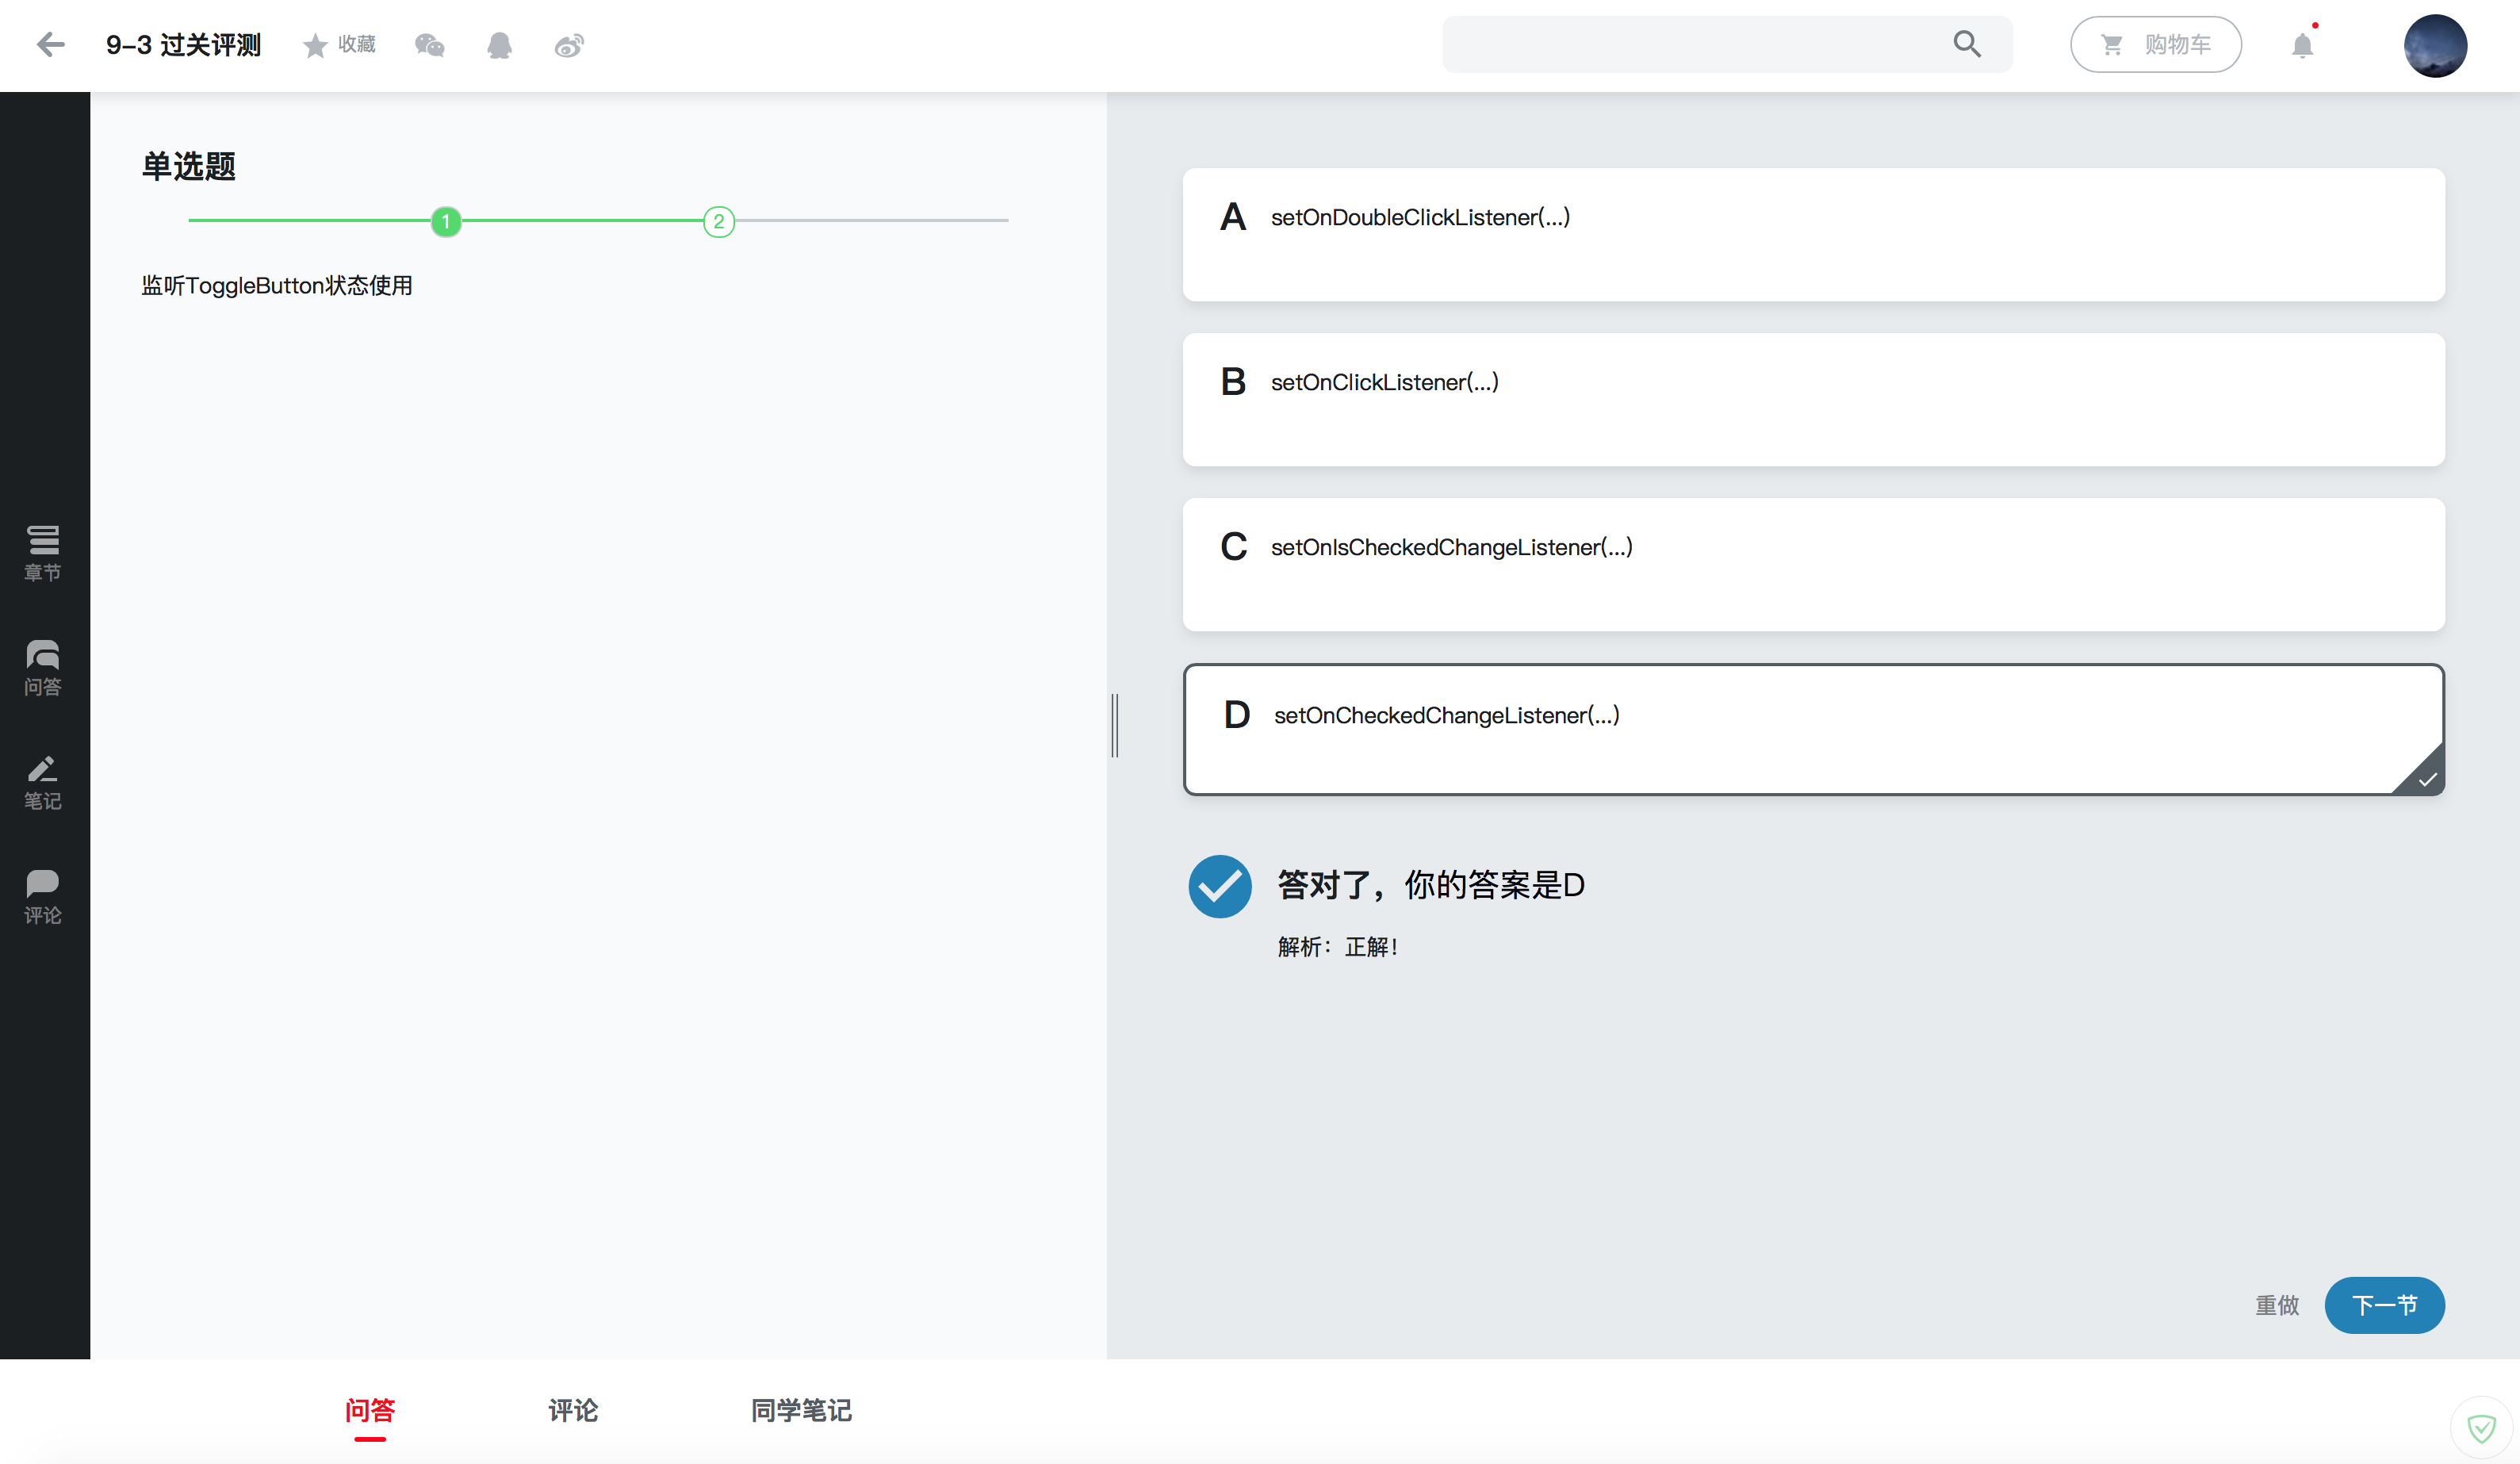 9-3 过关评测
收藏
购物车
章节
问答
笔记
评论
单选题
1
2
监听ToggleButton状态使用
A setOnDoubleClickListener(...)
B setOnClickListener(...)
C setOnIsCheckedChangeListener(...)
D setOnCheckedChangeListener(...)
答对了，你的答案是D
解析：正解！
重做
下一节
问答
评论
同学笔记